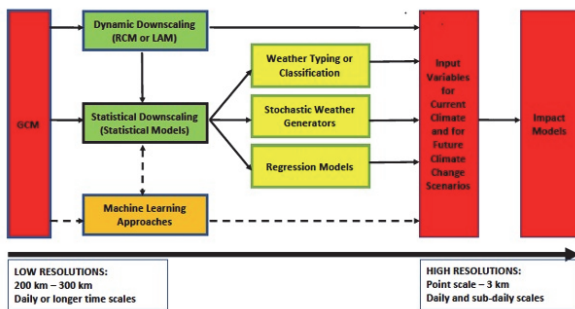 GCM
Dynamic Downscaling
(RCM or LAM)
Statistical Downscaling
(Statistical Models)
Machine Learning
Approaches
Weather Typing or
Classification
Stochastic Weather
Generators
Regression Models
Input
Variables
for
Current
Climate
and for
Future
Climate
Change
Scenarios
Impact
Models
LOW RESOLUTIONS:
200 km – 300 km
Daily or longer time scales
HIGH RESOLUTIONS:
Point scale – 3 km
Daily and sub-daily scales